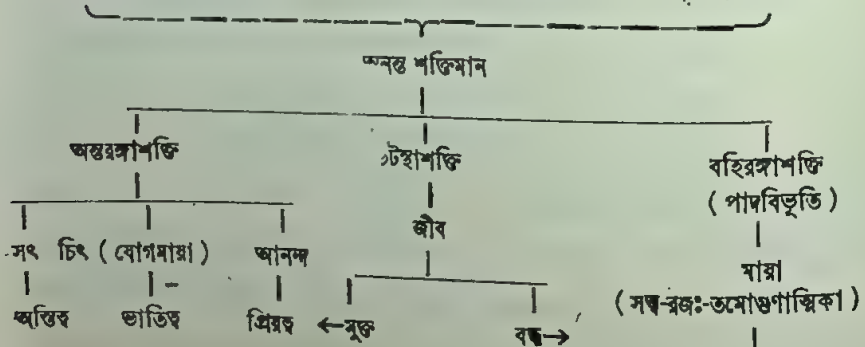 অনন্ত শক্তিমান
অন্তরঙ্গাশক্তি তটস্থাশক্তি বহিরঙ্গাশক্তি
( পাদবিভূতি )
সৎ চিৎ ( যোগমায়া ) আনন্দ জীব মায়া
( সত্ত্ব-রজঃ-তমোগুণাত্মিকা )
অস্তিত্ব ভাতিত্ব প্রিয়ত্ব ←মুক্ত বদ্ধ→